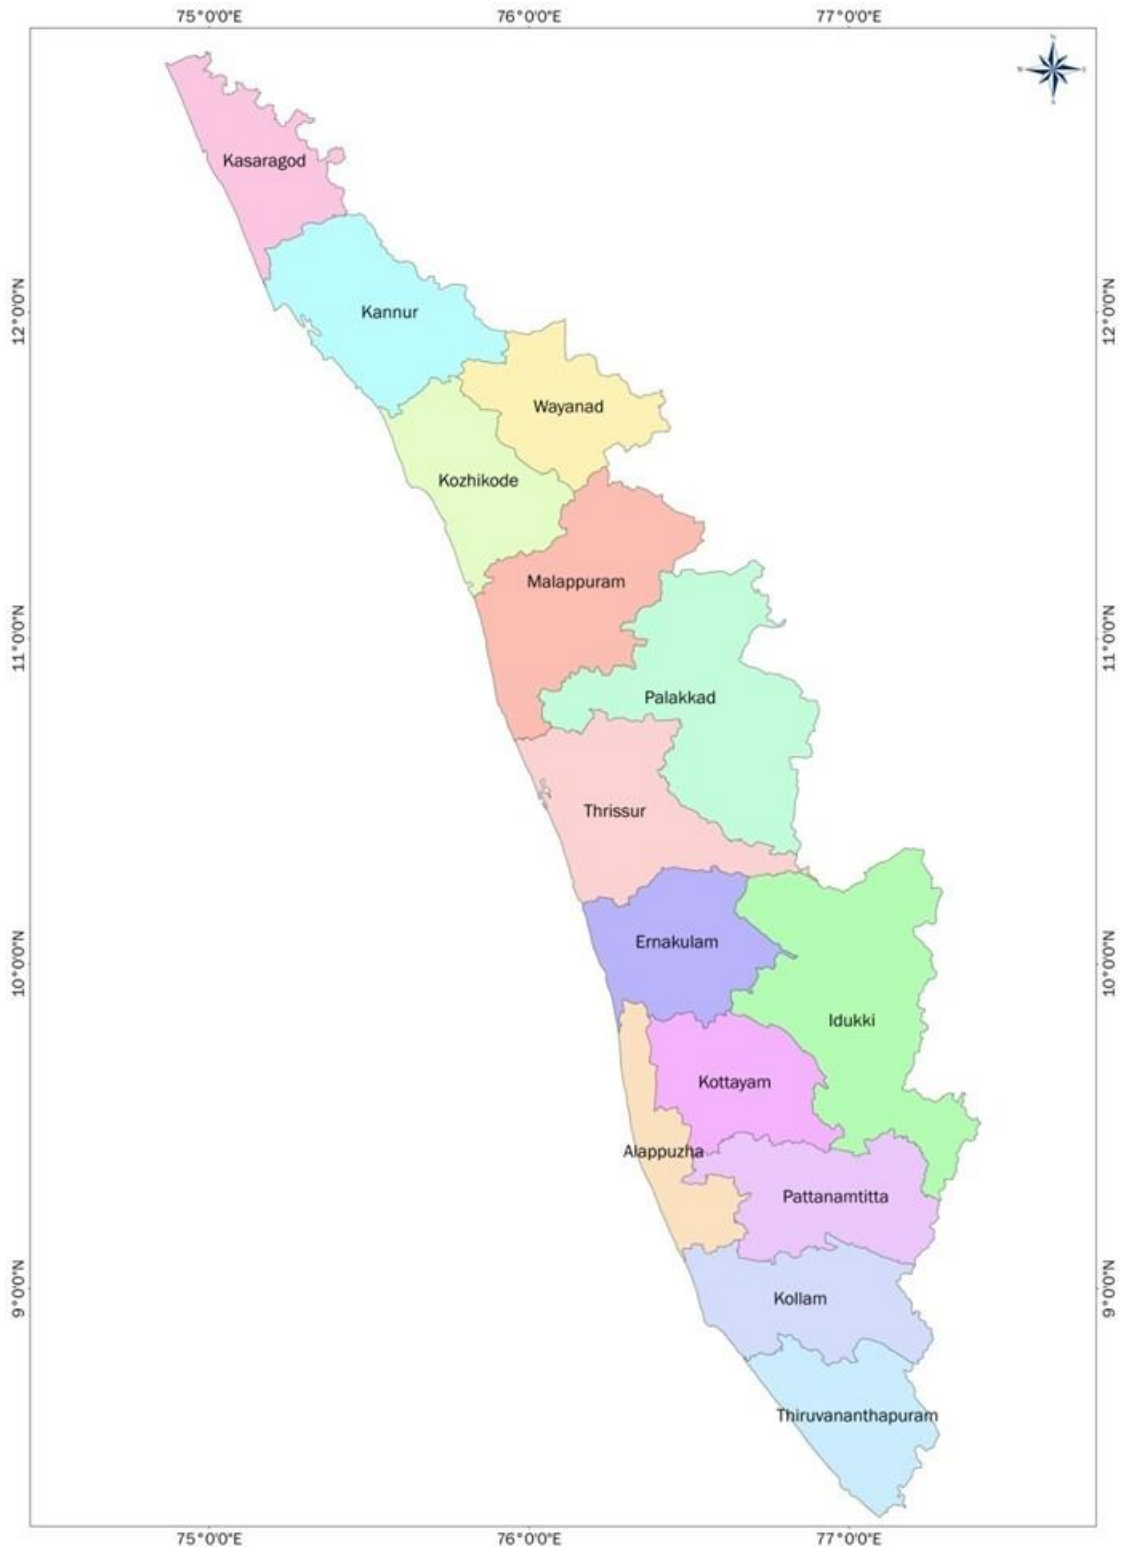 75°0'0"E 76°0'0"E 77°0'0"E
N
W E
S
Kasaragod
12°0'0"N 12°0'0"N
Kannur
Wayanad
Kozhikode
Malappuram
11°0'0"N 11°0'0"N
Palakkad
Thrissur
Ernakulam
10°0'0"N 10°0'0"N
Idukki
Kottayam
Alappuzha
Pattanamtitta
9°0'0"N 9°0'0"N
Kollam
Thiruvananthapuram
75°0'0"E 76°0'0"E 77°0'0"E